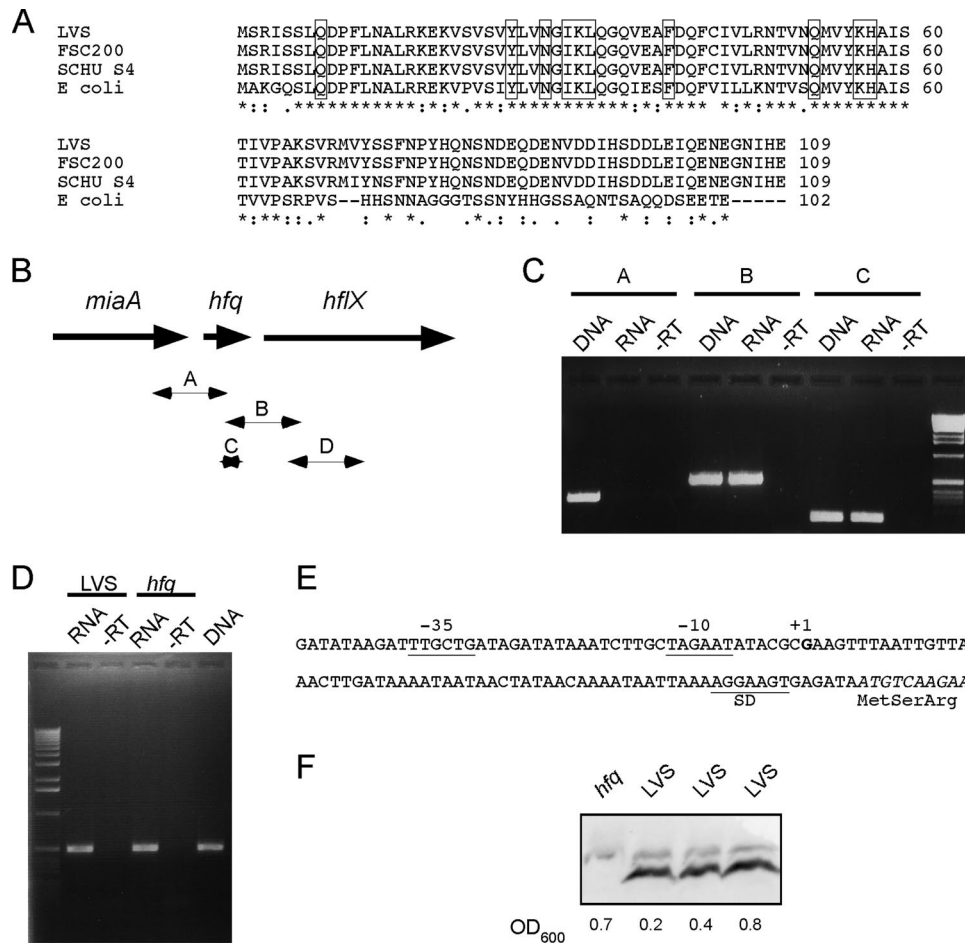 A
LVS MSRISSLQDPFLNALRKEKVSVSVYLVNGIKLQGQVEAFDQFCIVLRNTVNQMVYKHAIS 60
FSC200 MSRISSLQDPFLNALRKEKVSVSVYLVNGIKLQGQVEAFDQFCIVLRNTVNQMVYKHAIS 60
SCHU S4 MSRISSLQDPFLNALRKEKVSVSVYLVNGIKLQGQVEAFDQFCIVLRNTVNQMVYKHAIS 60
E coli MAKGQSLQDPFLNALRREKVPVSIYLVNGIKLQGQIESFDQFVILLKNTVSQMVYKHAIS 60
*:: .***********:***.**:***********:*:**** *:*:***.*********
LVS TIVPAKSVRMVYSSFNPYHQNSNDEQDENVDDIHSDDLEIQENEGNIHE 109
FSC200 TIVPAKSVRMVYSSFNPYHQNSNDEQDENVDDIHSDDLEIQENEGNIHE 109
SCHU S4 TIVPAKSVRMIYNSFNPYHQNSNDEQDENVDDIHSDDLEIQENEGNIHE 109
E coli TVVPSRPVS--HHSNNAGGGTSSNYHHGSSAQNTSAQQDSEETE----- 102
B
miaA hfq hflX
A
B
C D
C
A B C
DNA RNA -RT DNA RNA -RT DNA RNA -RT
D
LVS hfq
RNA -RT RNA -RT DNA
E
−35 −10 +1
GATATAAGATTTGCTGATAGATATAAATCTTGCTAGAATATACGCGAAGTTTAATTGTTA
AACTTGATAAAATAATAACTATAACAAAATAATTAAAAGGAAGTGAGATAATGTCAAGAA
SD MetSerArg
F
hfq LVS LVS LVS
OD600 0.7 0.2 0.4 0.8